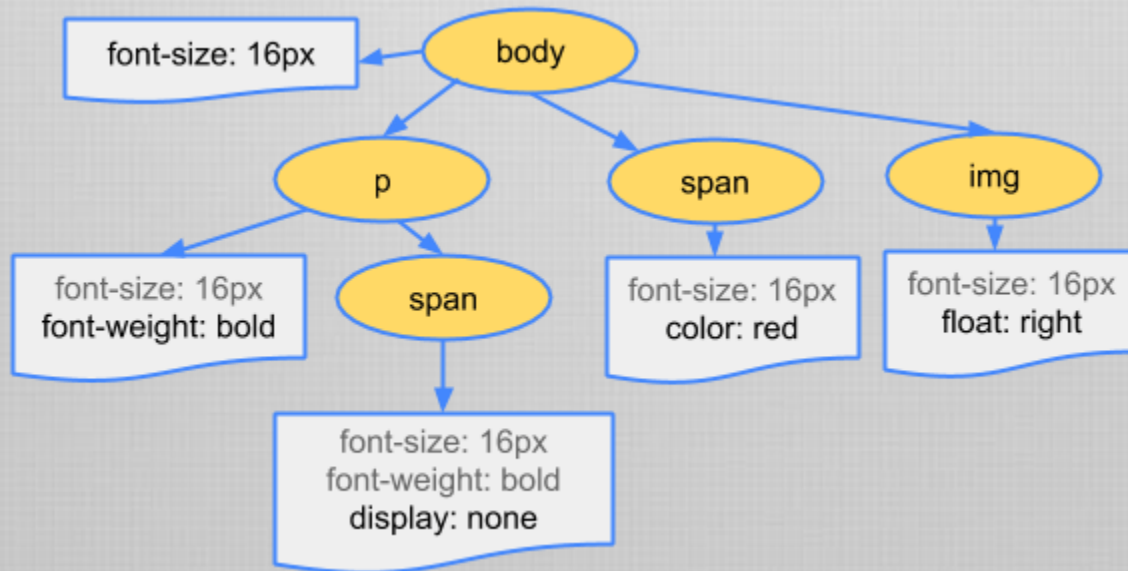 font-size: 16px
body
p
span
img
font-size: 16px
font-weight: bold
span
font-size: 16px
color: red
font-size: 16px
float: right
font-size: 16px
font-weight: bold
display: none